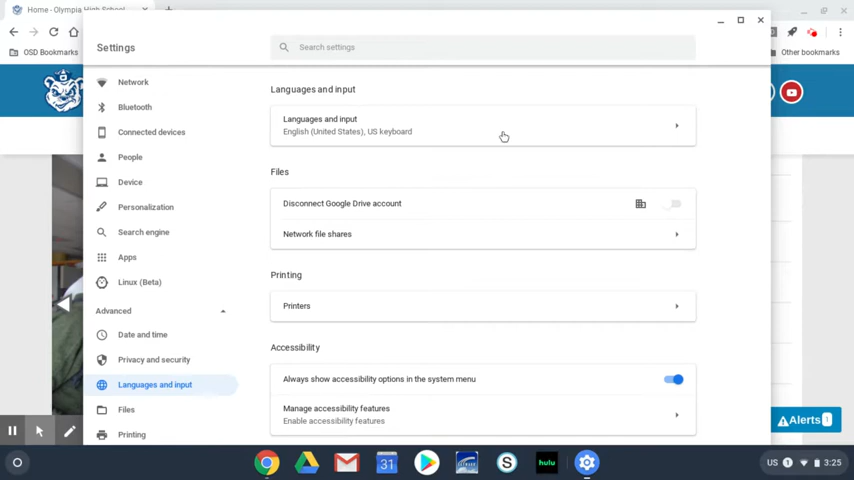 Home - Olympia High School
OSD Bookmarks
Other bookmarks
Settings
Search settings
Network
Bluetooth
Connected devices
People
Device
Personalization
Search engine
Apps
Linux (Beta)
Advanced
Date and time
Privacy and security
Languages and input
Files
Printing
Languages and input
Languages and input
English (United States), US keyboard
Files
Disconnect Google Drive account
Network file shares
Printing
Printers
Accessibility
Always show accessibility options in the system menu
Manage accessibility features
Enable accessibility features
Alerts 1
31
S
hulu
US 1 3:25